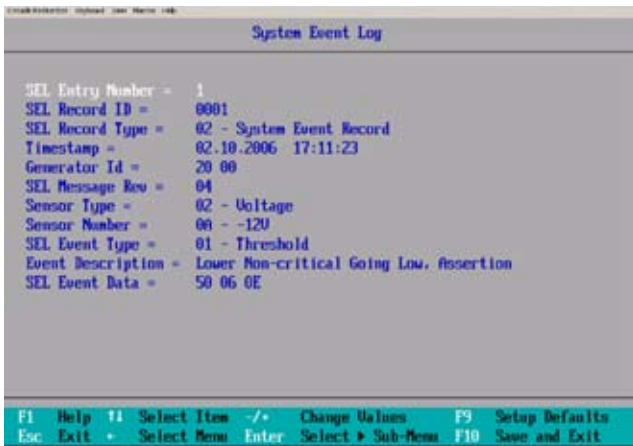 System Event Log
SEL Entry Number = 1
SEL Record ID = 0001
SEL Record Type = 02 - System Event Record
Timestamp = 02.10.2006 17:11:23
Generator Id = 20 00
SEL Message Rev = 04
Sensor Type = 02 - Voltage
Sensor Number = - -12V
SEL Event Type = 01 - Threshold
Event Description = Lower Non-critical Going Low, Assertion
SEL Event Data = 50 06 0E
F1 Help ↑↓ Select Item -/+ Change Values F9 Setup Defaults
Esc Exit Select Menu Enter Select ▶ Sub-Menu F10 Save and Exit